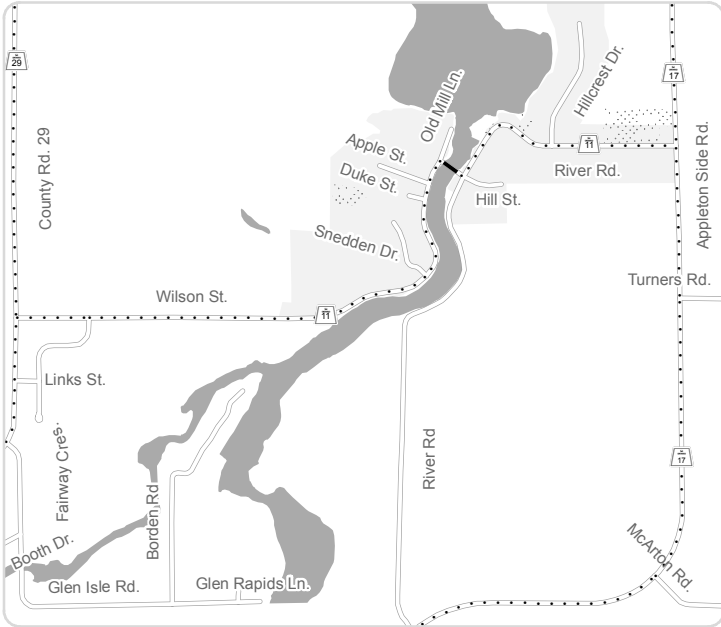 29
17
Old Mill Ln.
Hillcrest Dr.
Apple St.
11
County Rd. 29
Duke St.
River Rd.
Appleton Side Rd.
Hill St.
Snedden Dr.
Turners Rd.
Wilson St.
11
Links St.
Fairway Cres.
River Rd
17
Borden Rd
Booth Dr.
McArton Rd.
Glen Isle Rd.
Glen Rapids Ln.